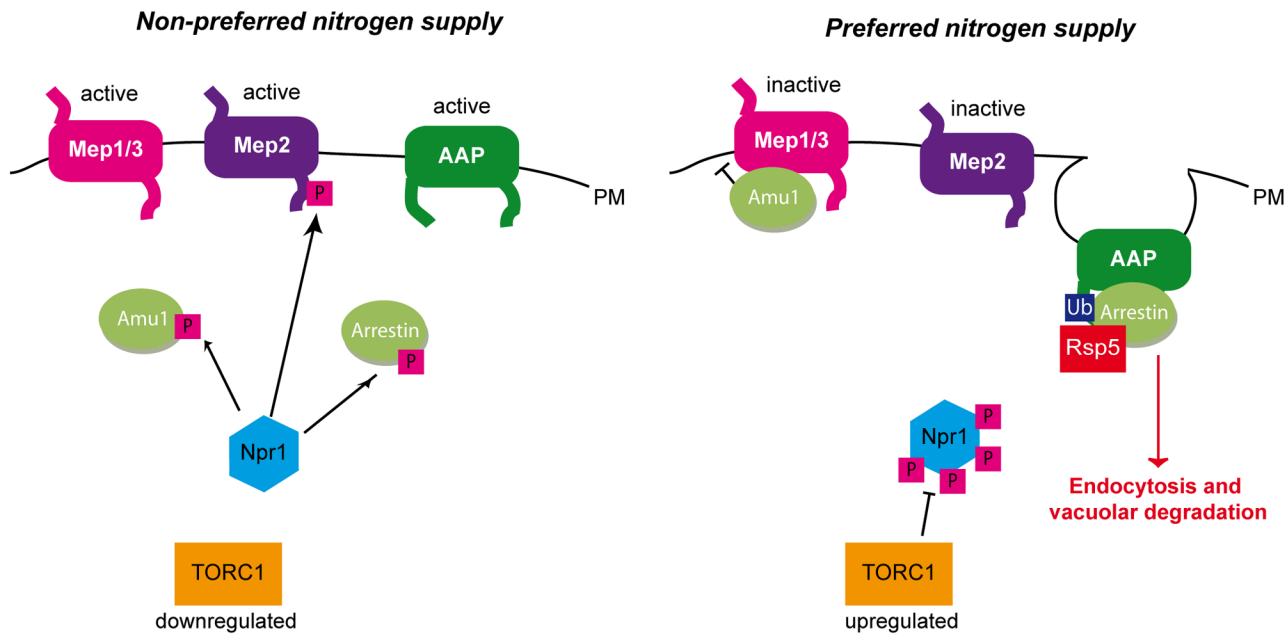 Non-preferred nitrogen supply
active
active
active
Mep1/3
Mep2
AAP
P
PM
Amu1
P
Arrestin
P
Npr1
TORC1
downregulated
Preferred nitrogen supply
inactive
inactive
Mep1/3
Mep2
Amu1
PM
AAP
Ub
Arrestin
Rsp5
P
Npr1
P
P
P
Endocytosis and
vacuolar degradation
TORC1
upregulated